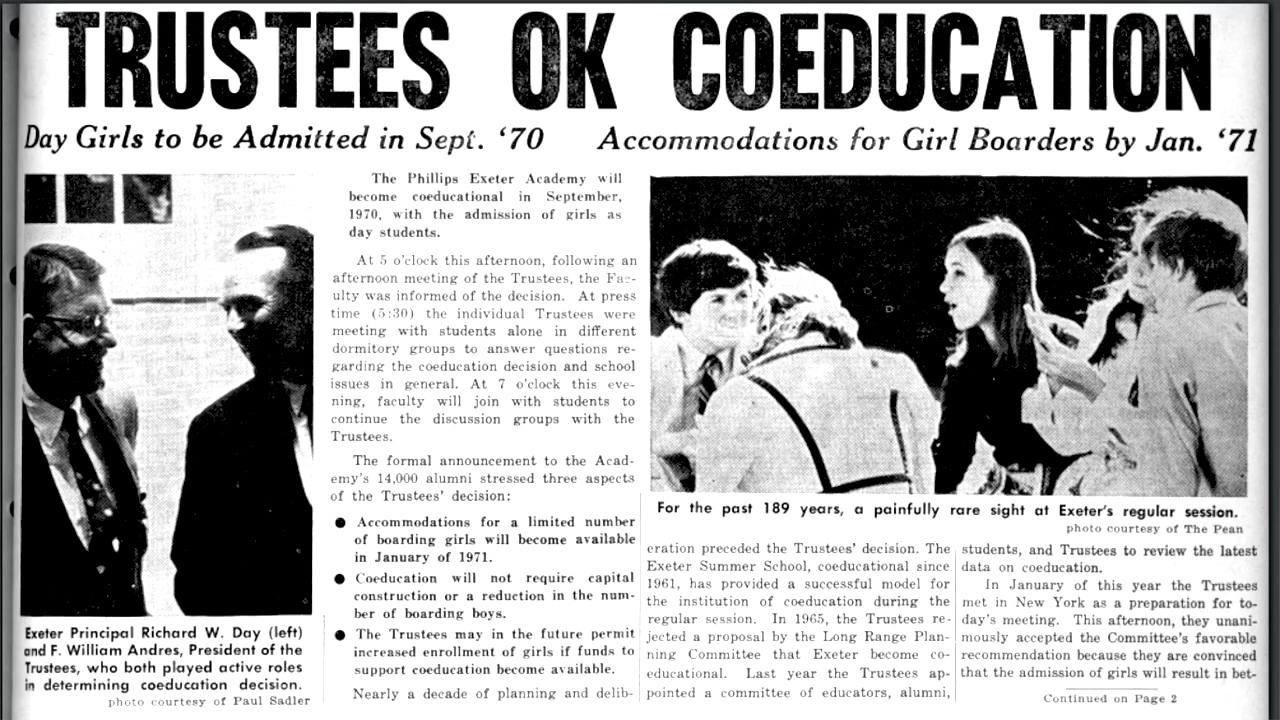 TRUSTEES OK COEDUCATION
Day Girls to be Admitted in Sept. ‘70 Accommodations for Girl Boarders by Jan. ‘71
The Phillips Exeter Academy will
become coeducational in September,
1970, with the admission of girls as
day students.
At 5 o'clock this afternoon, following an
afternoon meeting of the Trustees, the Fac-
ulty was informed of the decision. At press
time (5:30) the individual Trustees were
meeting with students alone in different
dormitory groups to answer questions re-
garding the coeducation decision and school
issues in general. At 7 o'clock this eve-
ning, faculty will join with students to
continue the discussion groups with the
Trustees.
The formal announcement to the Acad-
emy's 14,000 alumni stressed three aspects
of the Trustees' decision:
● Accommodations for a limited number
of boarding girls will become available
in January of 1971.
● Coeducation will not require capital
construction or a reduction in the num-
ber of boarding boys.
● The Trustees may in the future permit
increased enrollment of girls if funds to
support coeducation become available.
Nearly a decade of planning and delib-
Exeter Principal Richard W. Day (left)
and F. William Andres, President of the
Trustees, who both played active roles
in determining coeducation decision.
photo courtesy of Paul Sadler
For the past 189 years, a painfully rare sight at Exeter's regular session.
photo courtesy of The Pean
eration preceded the Trustees' decision. The
Exeter Summer School, coeducational since
1961, has provided a successful model for
the institution of coeducation during the
regular session. In 1965, the Trustees re-
jected a proposal by the Long Range Plan-
ning Committee that Exeter become co-
educational. Last year the Trustees ap-
pointed a committee of educators, alumni,
students, and Trustees to review the latest
data on coeducation.
In January of this year the Trustees
met in New York as a preparation for to-
day's meeting. This afternoon, they unani-
mously accepted the Committee's favorable
recommendation because they are convinced
that the admission of girls will result in bet-
Continued on Page 2